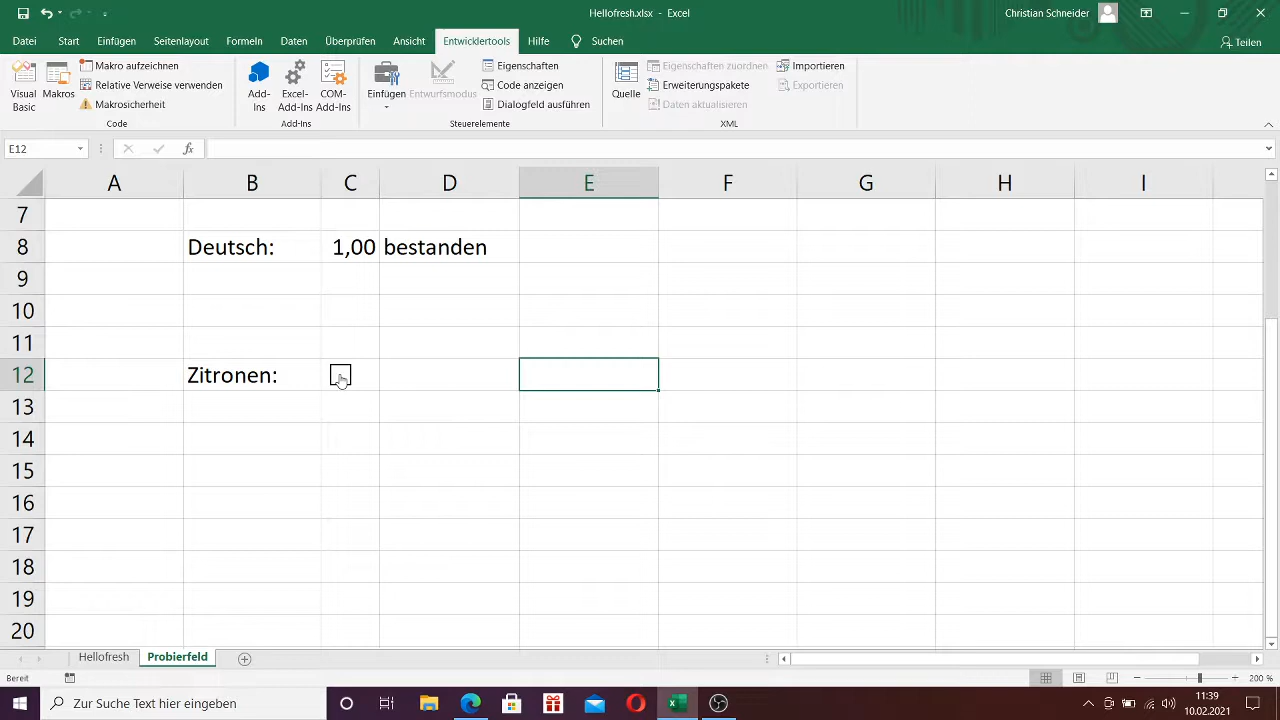 Hellofresh.xlsx - Excel
Christian Schneider
Datei Start Einfügen Seitenlayout Formeln Daten Überprüfen Ansicht Entwicklertools Hilfe Suchen Teilen
Visual Basic
Makros
Makro aufzeichnen
Relative Verweise verwenden
Makrosicherheit
Code
Add-Ins
Excel-Add-Ins
COM-Add-Ins
Add-Ins
Einfügen
Entwurfsmodus
Eigenschaften
Code anzeigen
Dialogfeld ausführen
Steuerelemente
Quelle
Eigenschaften zuordnen
Erweiterungspakete
Daten aktualisieren
Importieren
Exportieren
XML
E12 fx
A B C D E F G H I
7
8 Deutsch: 1,00 bestanden
9
10
11
12 Zitronen:
13
14
15
16
17
18
19
20
Hellofresh Probierfeld
Bereit 200 %
Zur Suche Text hier eingeben
11:39
10.02.2021